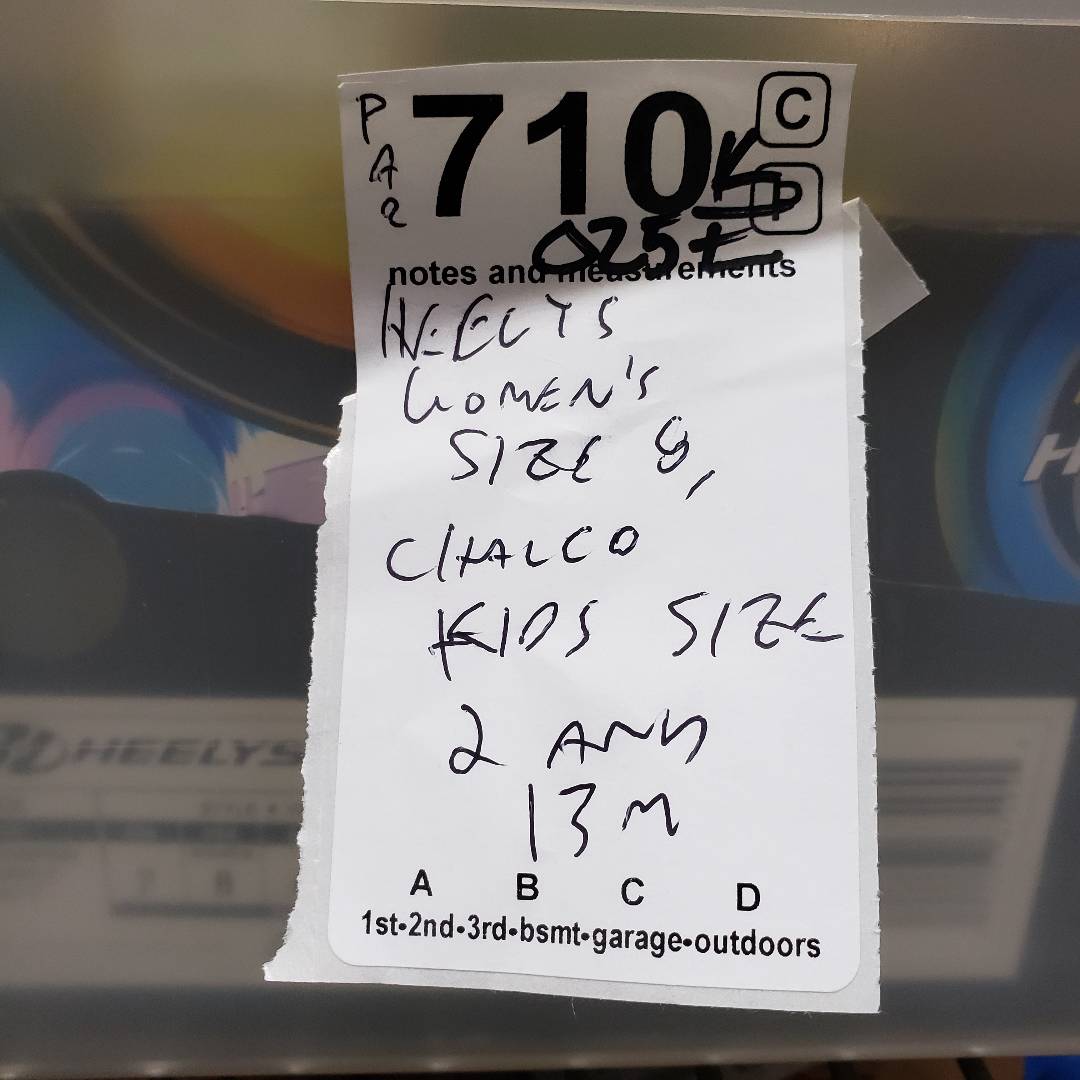 PAR
710
C
P
025
notes and measurements
HEELYS
WOMEN'S
SIZE 8,
CHALCO
KIDS SIZE
2 AND
13 M
A B C D
1st•2nd•3rd•bsmt•garage•outdoors
HEELYS
H